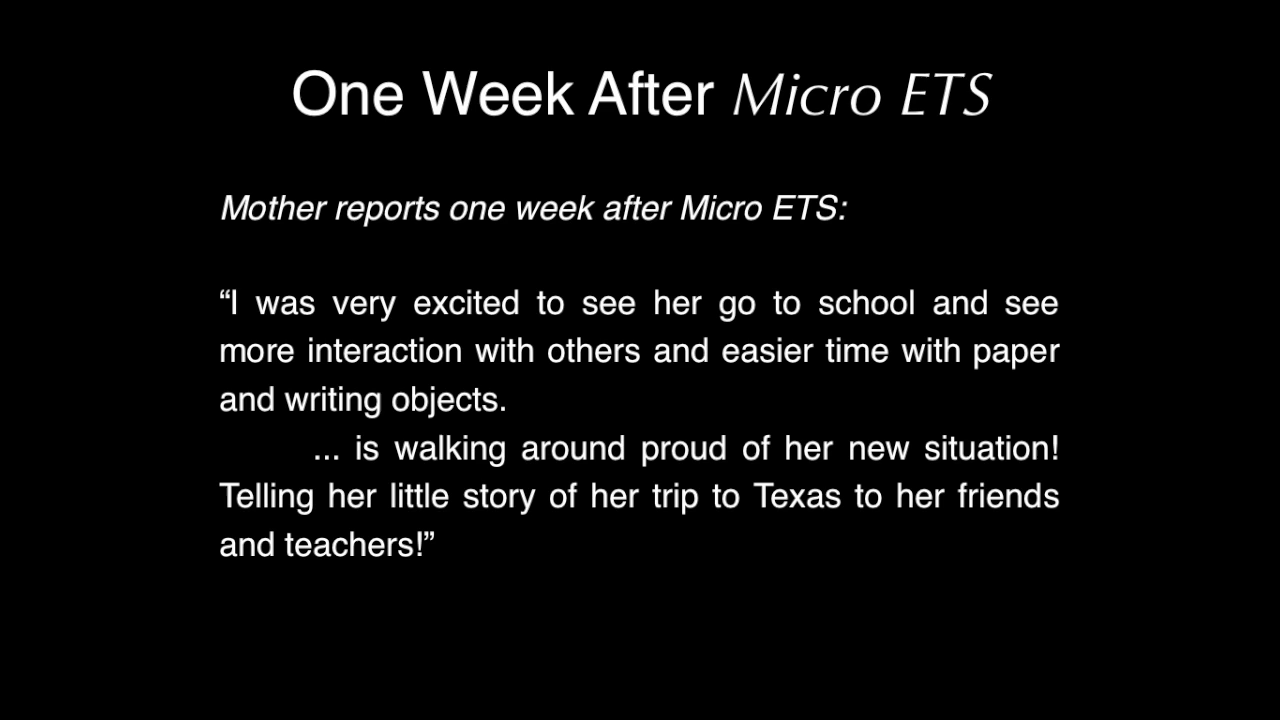 One Week After Micro ETS
Mother reports one week after Micro ETS:
“I was very excited to see her go to school and see
more interaction with others and easier time with paper
and writing objects.
... is walking around proud of her new situation!
Telling her little story of her trip to Texas to her friends
and teachers!”